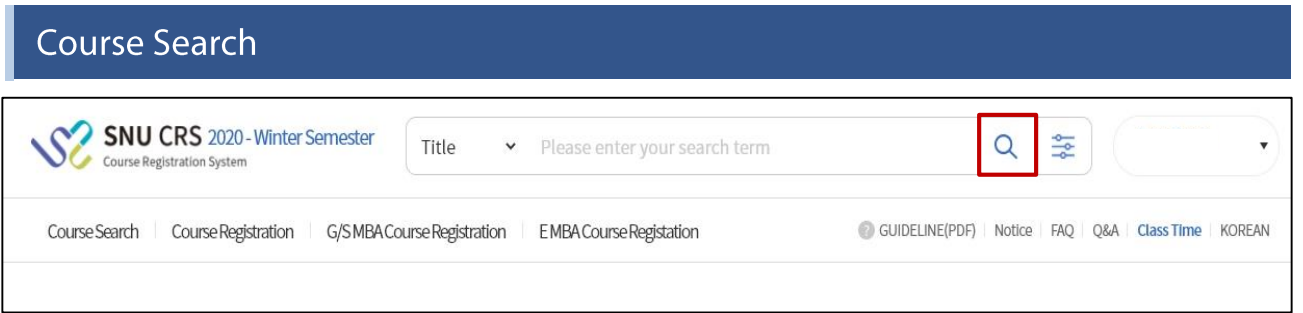 Course Search
SNU CRS 2020 - Winter Semester
Course Registration System
Title
Please enter your search term
Course Search
Course Registration
G/S MBA Course Registration
E MBA Course Registation
GUIDELINE(PDF)
Notice
FAQ
Q&A
Class Time
KOREAN